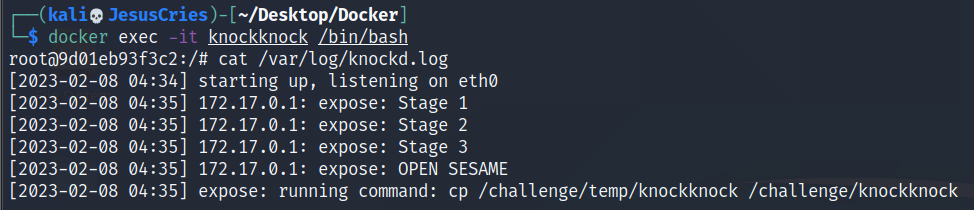 ┌──(kali💀JesusCries)-[~/Desktop/Docker]
└─$ docker exec -it knockknock /bin/bash
root@9d01eb93f3c2:/# cat /var/log/knockd.log
[2023-02-08 04:34] starting up, listening on eth0
[2023-02-08 04:35] 172.17.0.1: expose: Stage 1
[2023-02-08 04:35] 172.17.0.1: expose: Stage 2
[2023-02-08 04:35] 172.17.0.1: expose: Stage 3
[2023-02-08 04:35] 172.17.0.1: expose: OPEN SESAME
[2023-02-08 04:35] expose: running command: cp /challenge/temp/knockknock /challenge/knockknock